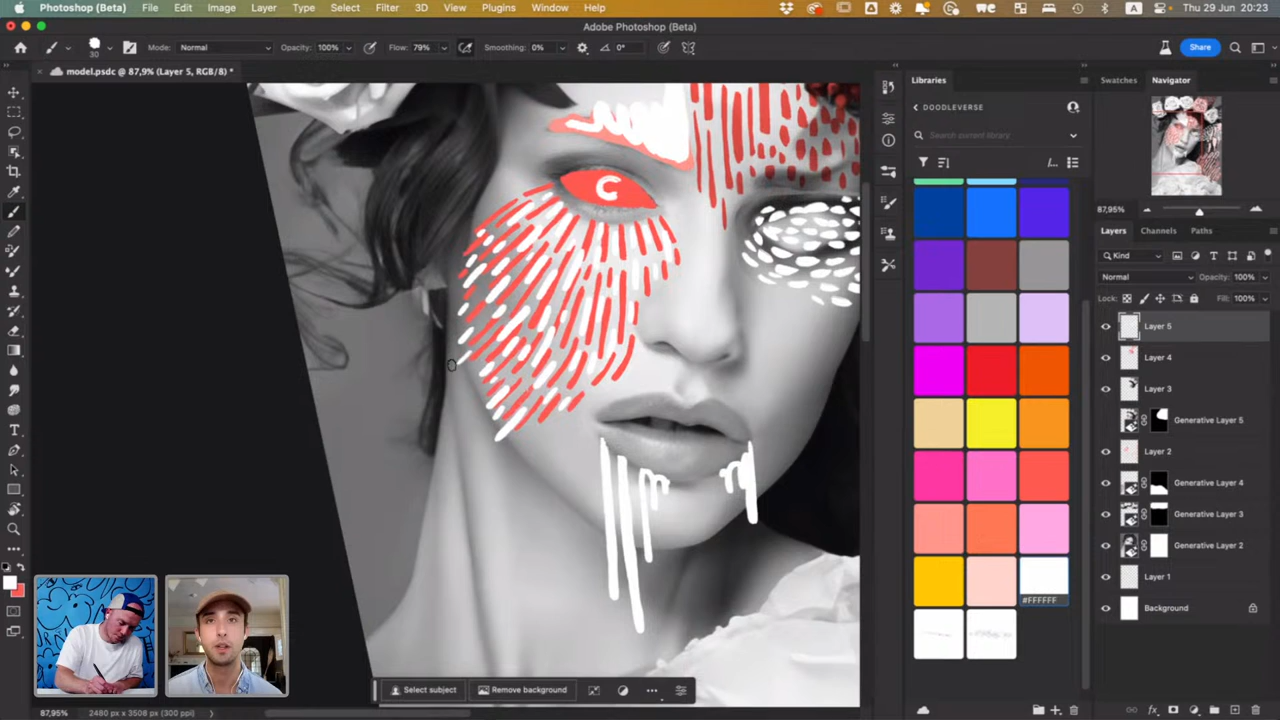 Photoshop (Beta) File Edit Image Layer Type Select Filter 3D View Plugins Window Help
A Thu 29 Jun 20:23
Adobe Photoshop (Beta)
30 Mode: Normal Opacity: 100% Flow: 79% Smoothing: 0% 0° Share
× model.psdc @ 87,9% (Layer 5, RGB/8) *
Libraries
DOODLEVERSE
Search current library
#FFFFFF
Swatches Navigator
87,95%
Layers Channels Paths
Kind
Normal Opacity: 100%
Lock: Fill: 100%
Layer 5
Layer 4
Layer 3
Generative Layer 5
Layer 2
Generative Layer 4
Generative Layer 3
Generative Layer 2
Layer 1
Background
C
Select subject Remove background
87,95% 2480 px x 3508 px (300 ppi)